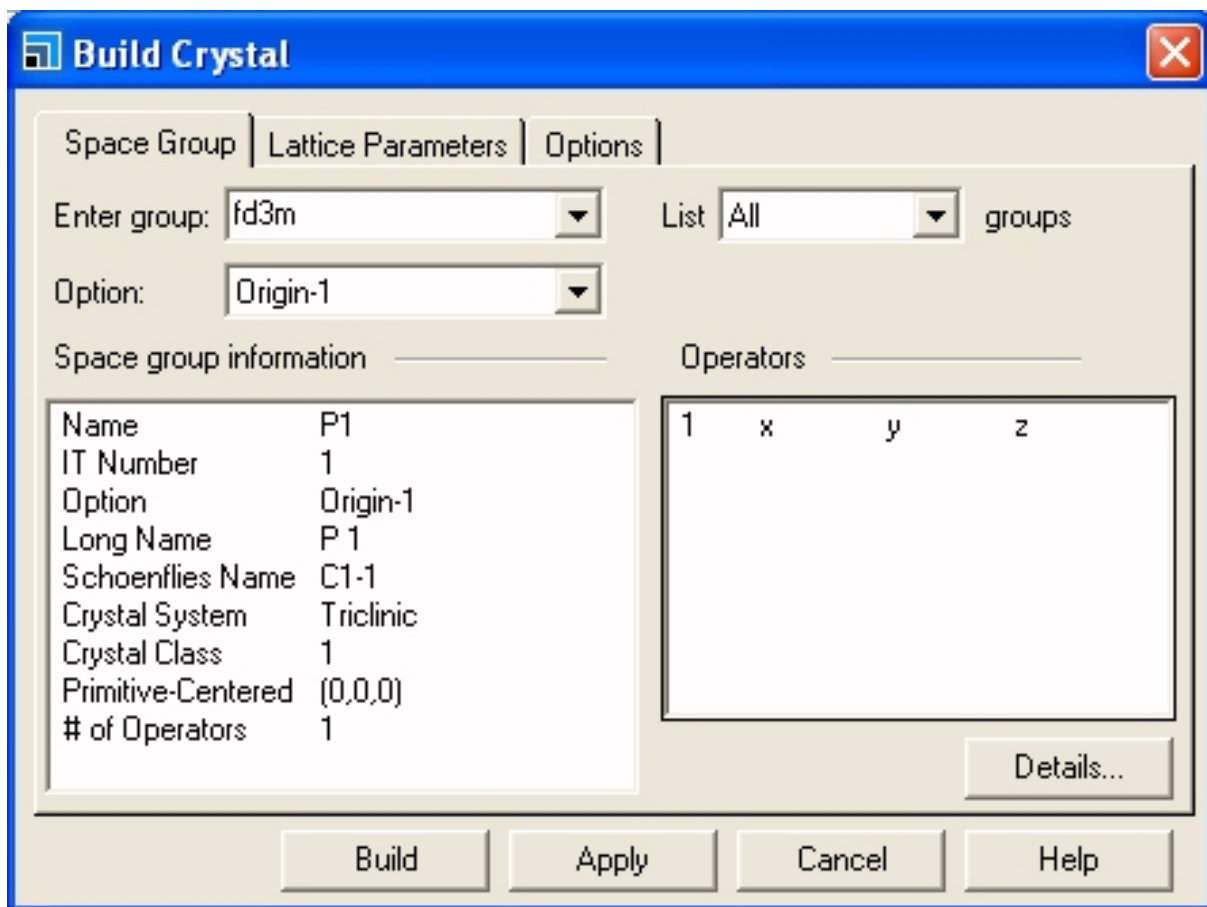 Build Crystal
Space Group Lattice Parameters Options
Enter group: fd3m List All groups
Option: Origin-1
Space group information Operators
Name P1
IT Number 1
Option Origin-1
Long Name P 1
Schoenflies Name C1-1
Crystal System Triclinic
Crystal Class 1
Primitive-Centered (0,0,0)
# of Operators 1
1 x y z
Details...
Build Apply Cancel Help